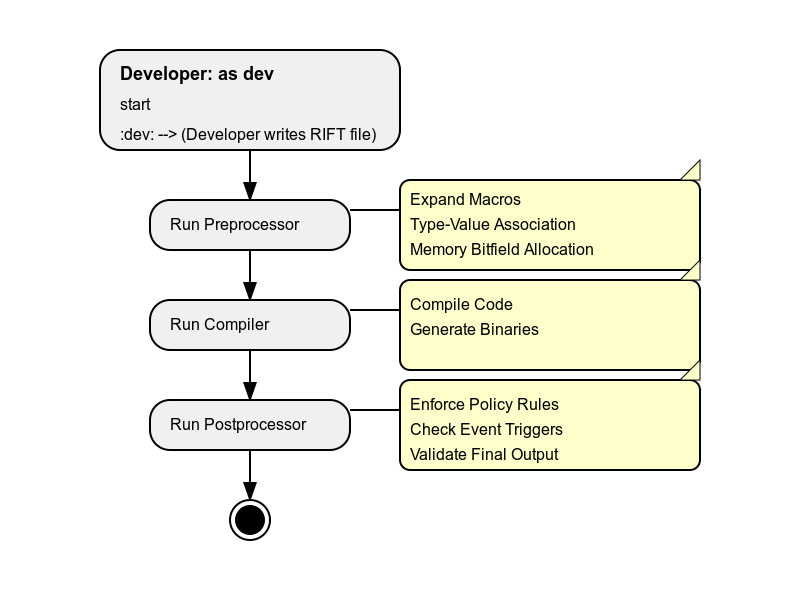 Developer: as dev
start
:dev: --> (Developer writes RIFT file)
Run Preprocessor
Expand Macros
Type-Value Association
Memory Bitfield Allocation
Run Compiler
Compile Code
Generate Binaries
Run Postprocessor
Enforce Policy Rules
Check Event Triggers
Validate Final Output